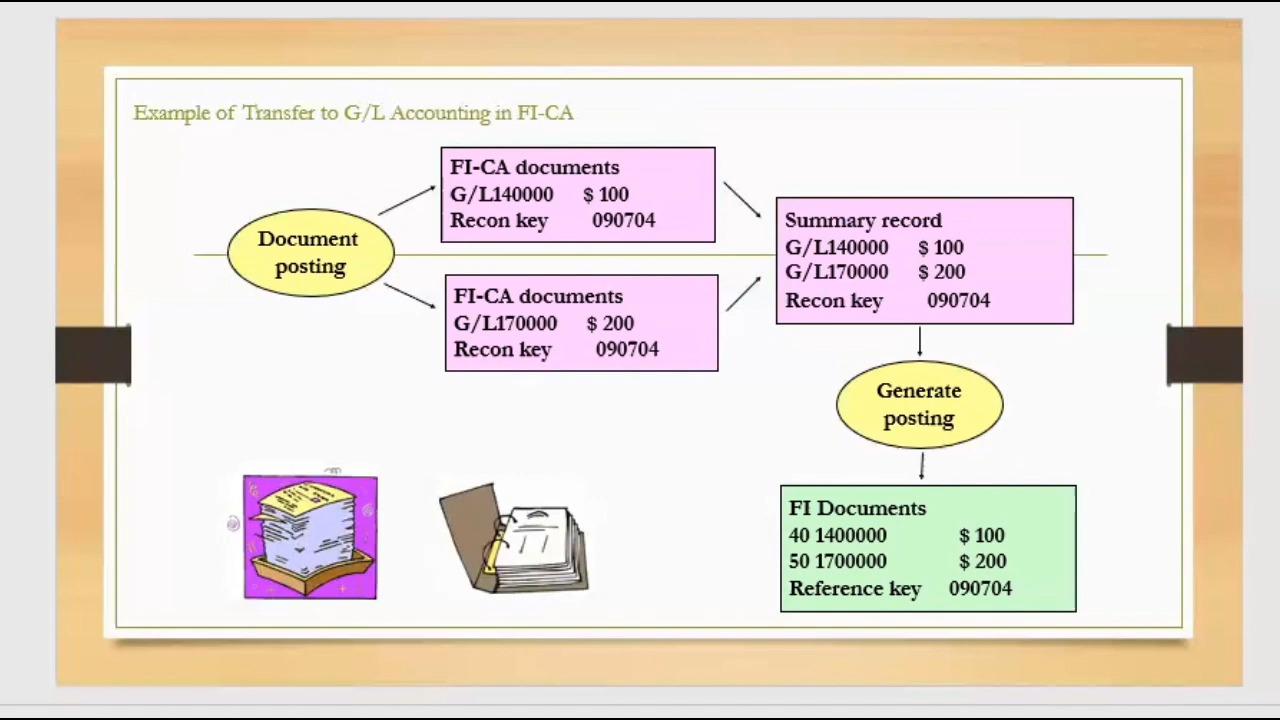 Example of Transfer to G/L Accounting in FI-CA
Document
posting
FI-CA documents
G/L140000 $ 100
Recon key 090704
FI-CA documents
G/L170000 $ 200
Recon key 090704
Summary record
G/L140000 $ 100
G/L170000 $ 200
Recon key 090704
Generate
posting
FI Documents
40 1400000 $ 100
50 1700000 $ 200
Reference key 090704